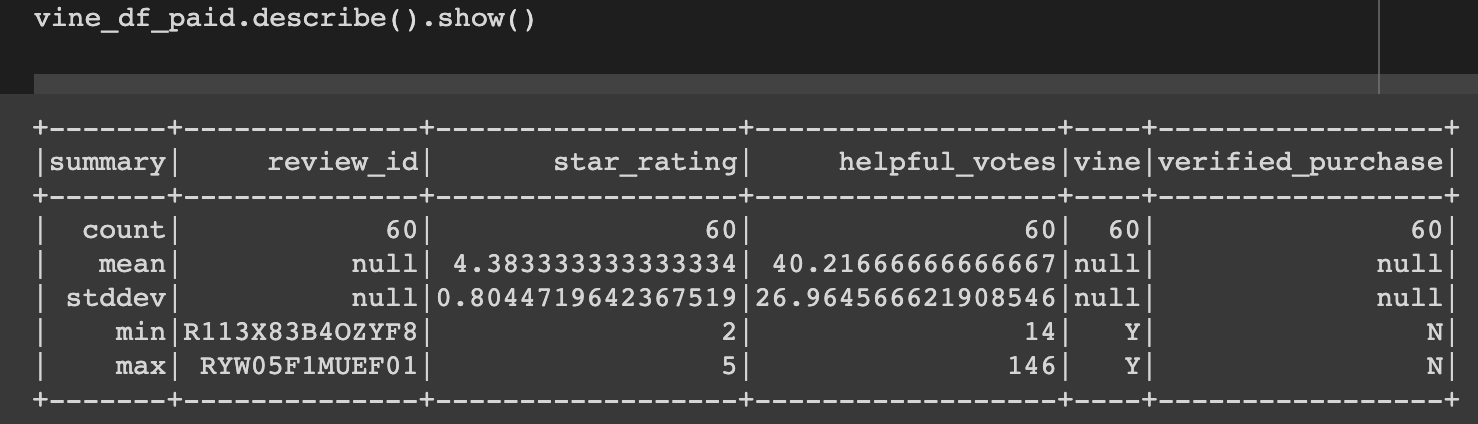 vine_df_paid.describe().show()
+-------+--------------+------------------+------------------+----+-----------------+
|summary|     review_id|       star_rating|     helpful_votes|vine|verified_purchase|
+-------+--------------+------------------+------------------+----+-----------------+
|  count|            60|                60|                60|  60|               60|
|   mean|          null| 4.383333333333334| 40.21666666666667|null|             null|
| stddev|          null|0.8044719642367519|26.964566621908546|null|             null|
|    min|R113X83B4OZYF8|                 2|                14|   Y|                N|
|    max| RYW05F1MUEF01|                 5|               146|   Y|                N|
+-------+--------------+------------------+------------------+----+-----------------+